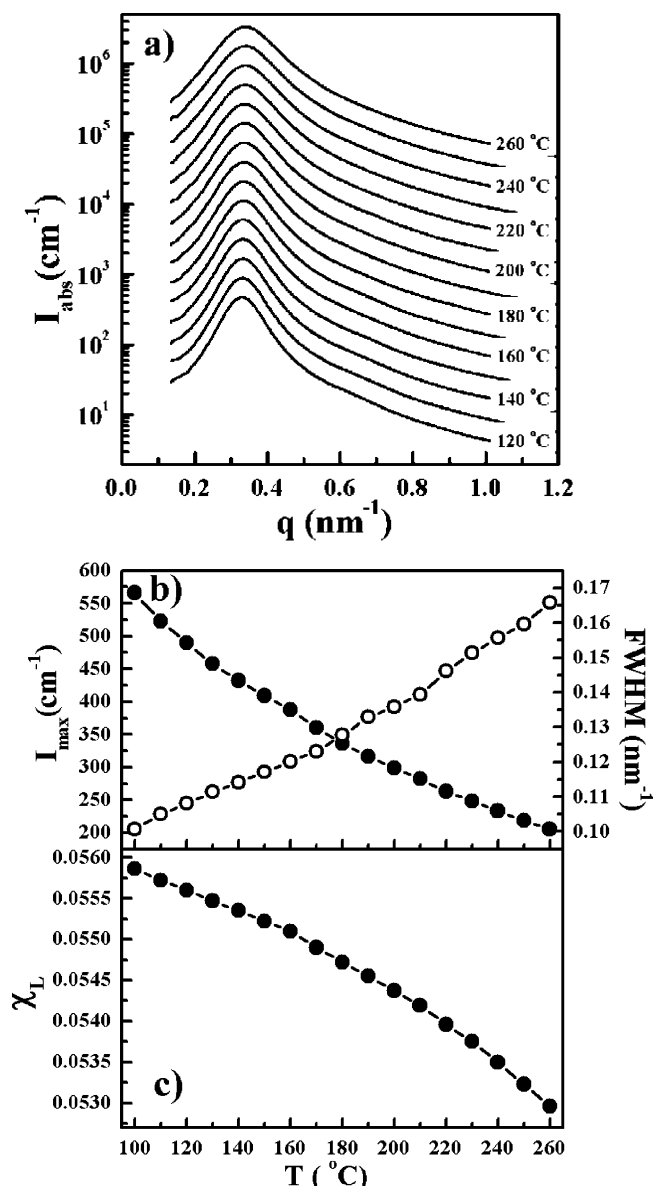 a)
10^6
10^5
10^4
10^3
10^2
10^1
I_abs(cm^-1)
260 °C
240 °C
220 °C
200 °C
180 °C
160 °C
140 °C
120 °C
0.0 0.2 0.4 0.6 0.8 1.0 1.2
q (nm^-1)
b)
600
550
500
450
400
350
300
250
200
I_max(cm^-1)
0.17
0.16
0.15
0.14
0.13
0.12
0.11
0.10
FWHM (nm^-1)
0.0560
0.0555
0.0550
0.0545
0.0540
0.0535
0.0530
χ_L
c)
100 120 140 160 180 200 220 240 260
T ( °C)